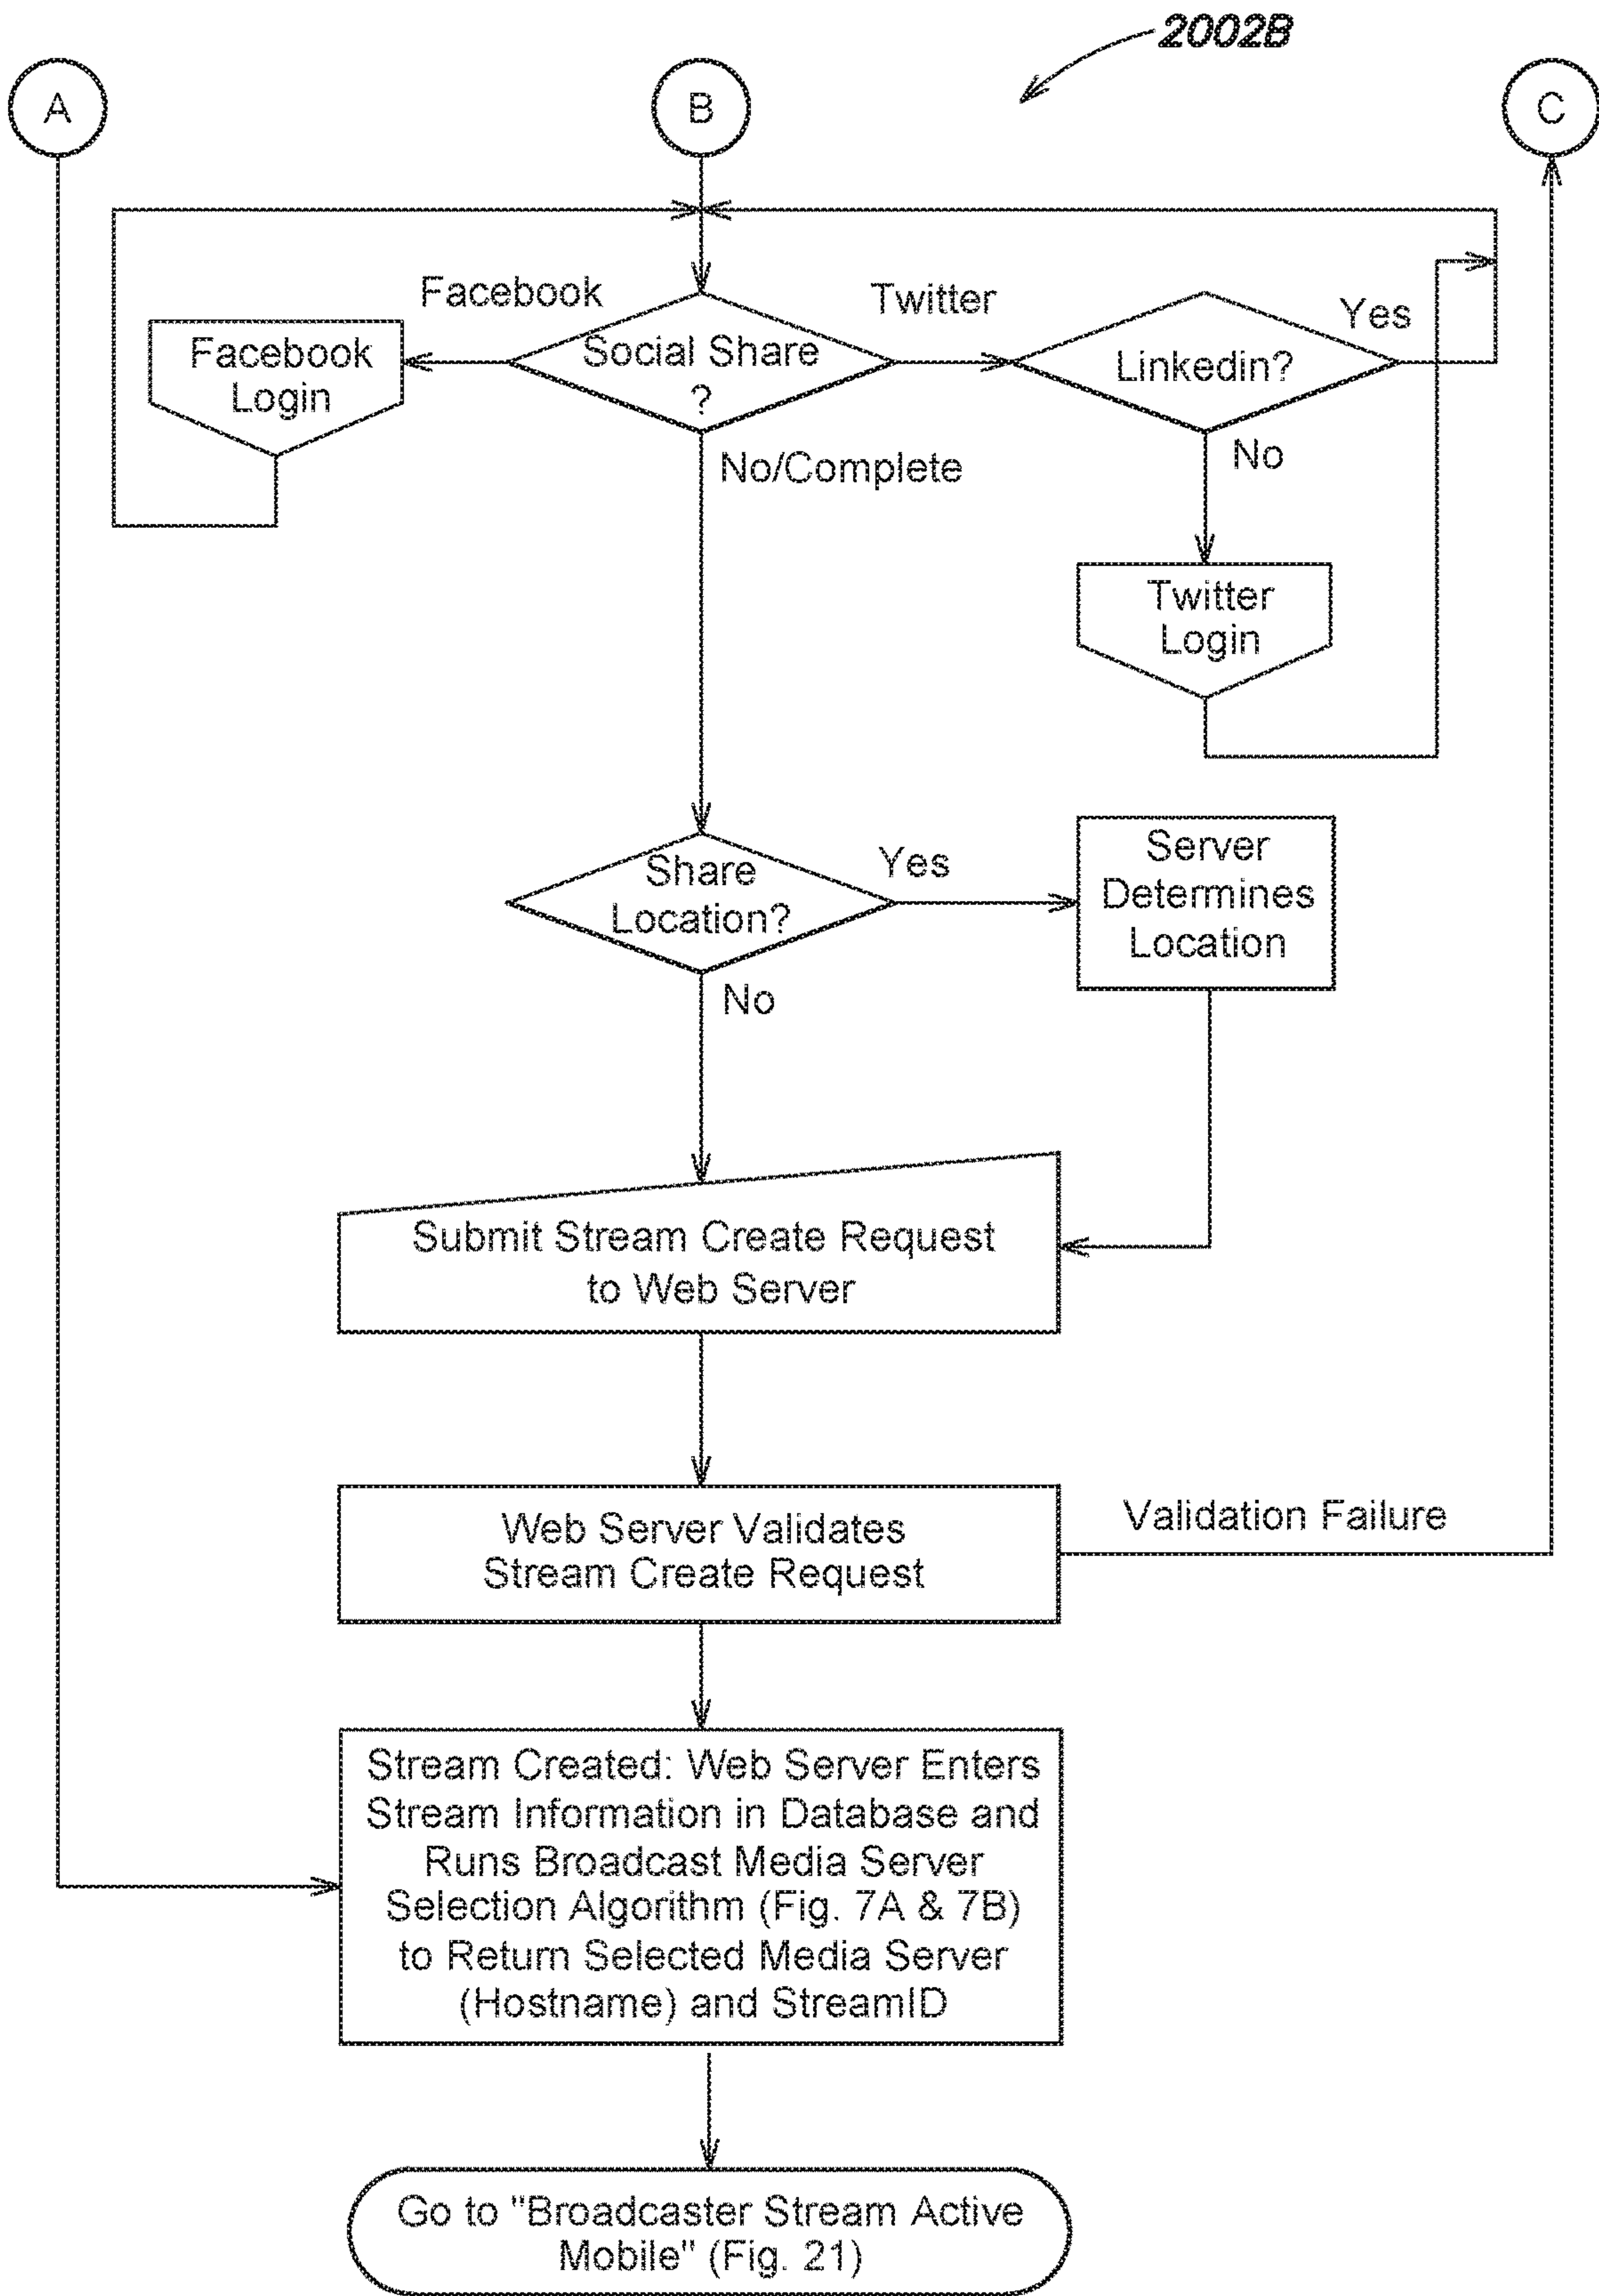 2002B
A
B
C
Facebook
Twitter
Yes
Facebook
Login
Social Share
?
Linkedin?
No/Complete
No
Twitter
Login
Share
Location?
Yes
Server
Determines
Location
No
Submit Stream Create Request
to Web Server
Web Server Validates
Stream Create Request
Validation Failure
Stream Created: Web Server Enters
Stream Information in Database and
Runs Broadcast Media Server
Selection Algorithm (Fig. 7A & 7B)
to Return Selected Media Server
(Hostname) and StreamID
Go to "Broadcaster Stream Active
Mobile" (Fig. 21)